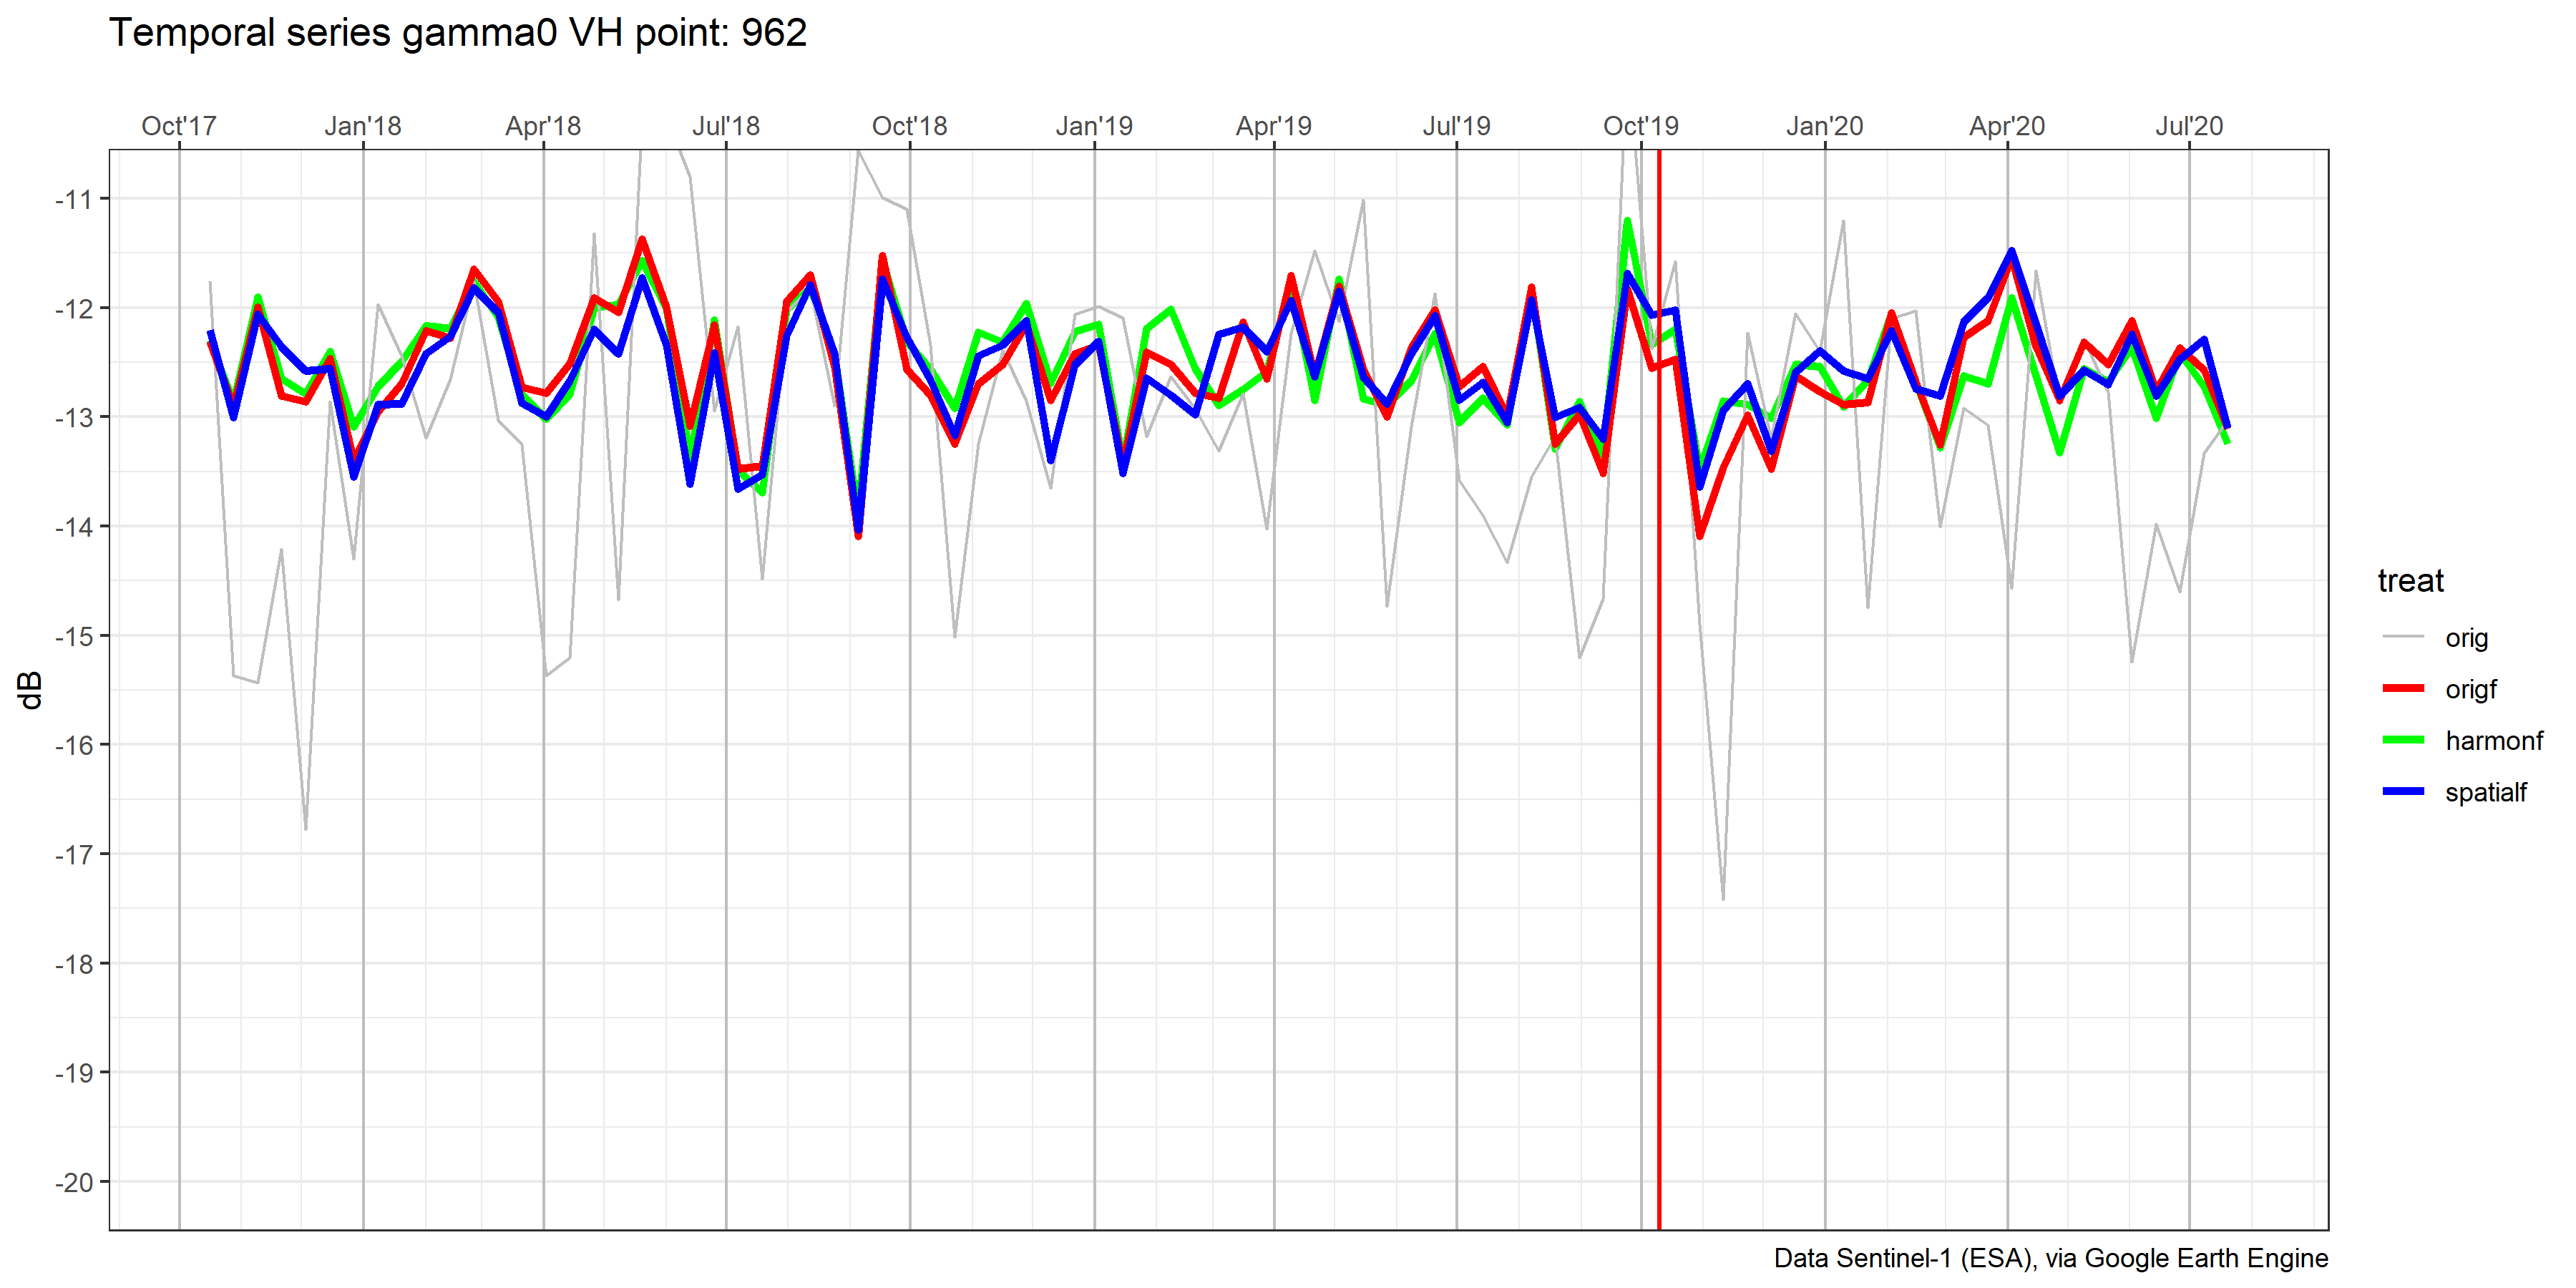 Temporal series gamma0 VH point: 962
Oct'17 Jan'18 Apr'18 Jul'18 Oct'18 Jan'19 Apr'19 Jul'19 Oct'19 Jan'20 Apr'20 Jul'20
-11
-12
-13
-14
-15
-16
-17
-18
-19
-20
dB
treat
orig
origf
harmonf
spatialf
Data Sentinel-1 (ESA), via Google Earth Engine